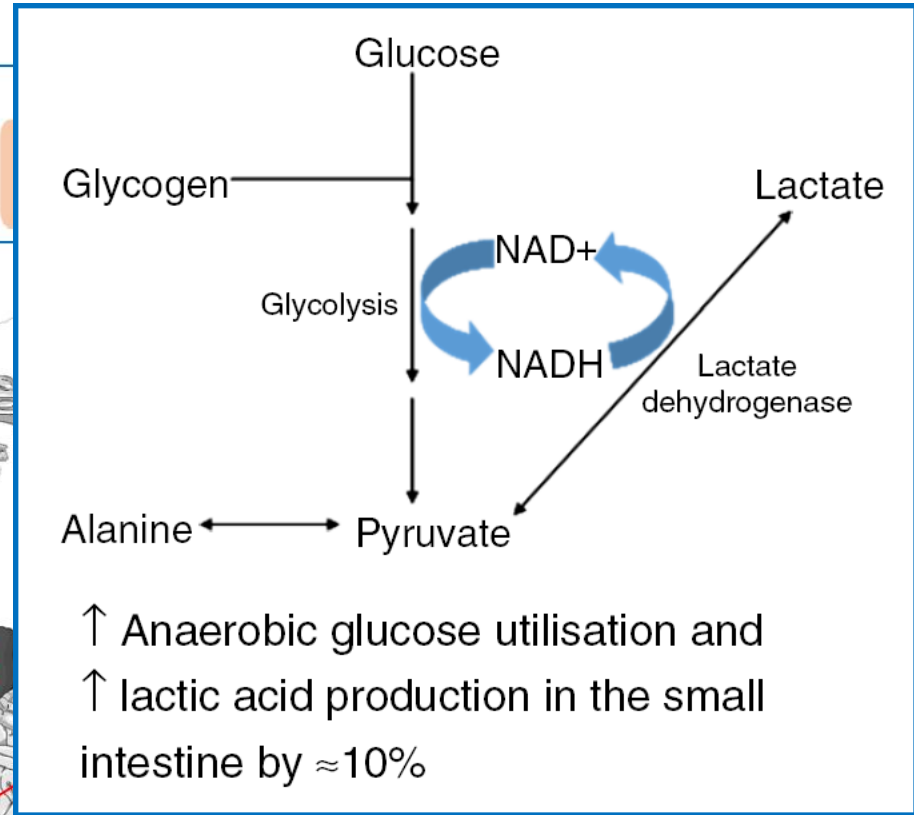 Glucose
Glycogen
Lactate
NAD+
Glycolysis
NADH
Lactate
dehydrogenase
Alanine
Pyruvate
↑ Anaerobic glucose utilisation and
↑ lactic acid production in the small
intestine by ≈10%